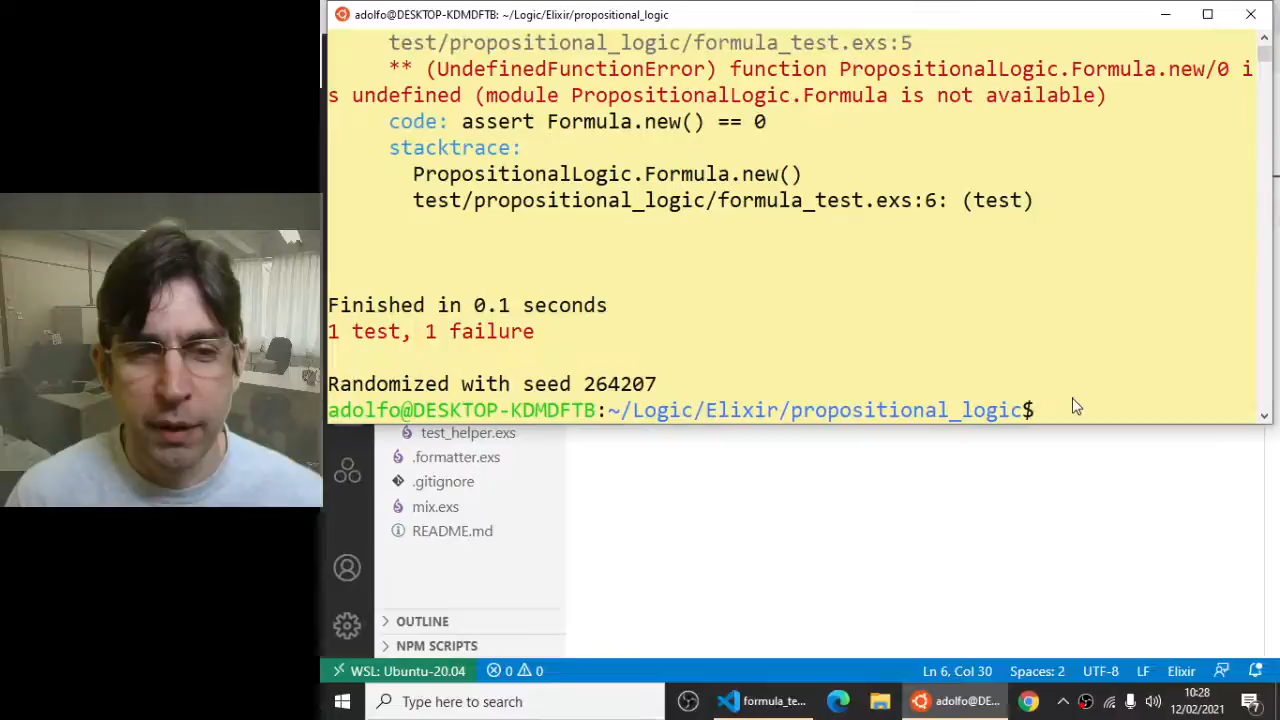 adolfo@DESKTOP-KDMDFTB: ~/Logic/Elixir/propositional_logic
test/propositional_logic/formula_test.exs:5
** (UndefinedFunctionError) function PropositionalLogic.Formula.new/0 i
s undefined (module PropositionalLogic.Formula is not available)
code: assert Formula.new() == 0
stacktrace:
PropositionalLogic.Formula.new()
test/propositional_logic/formula_test.exs:6: (test)
Finished in 0.1 seconds
1 test, 1 failure
Randomized with seed 264207
adolfo@DESKTOP-KDMDFTB:~/Logic/Elixir/propositional_logic$
test_helper.exs
.formatter.exs
.gitignore
mix.exs
README.md
OUTLINE
NPM SCRIPTS
WSL: Ubuntu-20.04 0 0 Ln 6, Col 30 Spaces: 2 UTF-8 LF Elixir
Type here to search formula_te... adolfo@DE... 10:28
12/02/2021 7